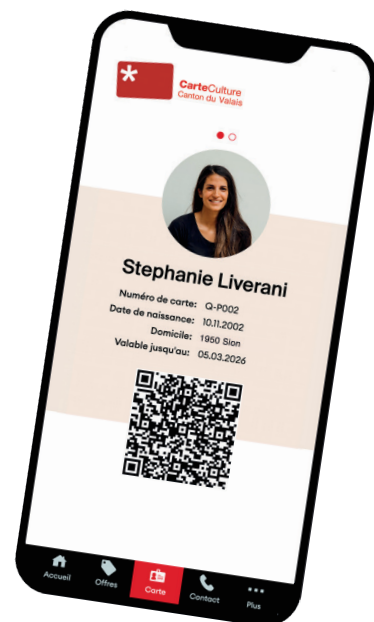 CarteCulture
Canton du Valais
Stephanie Liverani
Numéro de carte: Q-P002
Date de naissance: 10.11.2002
Domicile: 1950 Sion
Valable jusqu'au: 05.03.2026
Accueil
Offres
Carte
Contact
Plus